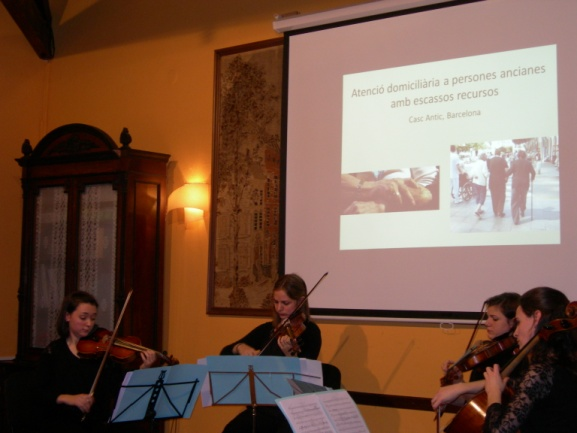 Atenció domiciliària a persones ancianes
amb escassos recursos
Casc Antic, Barcelona